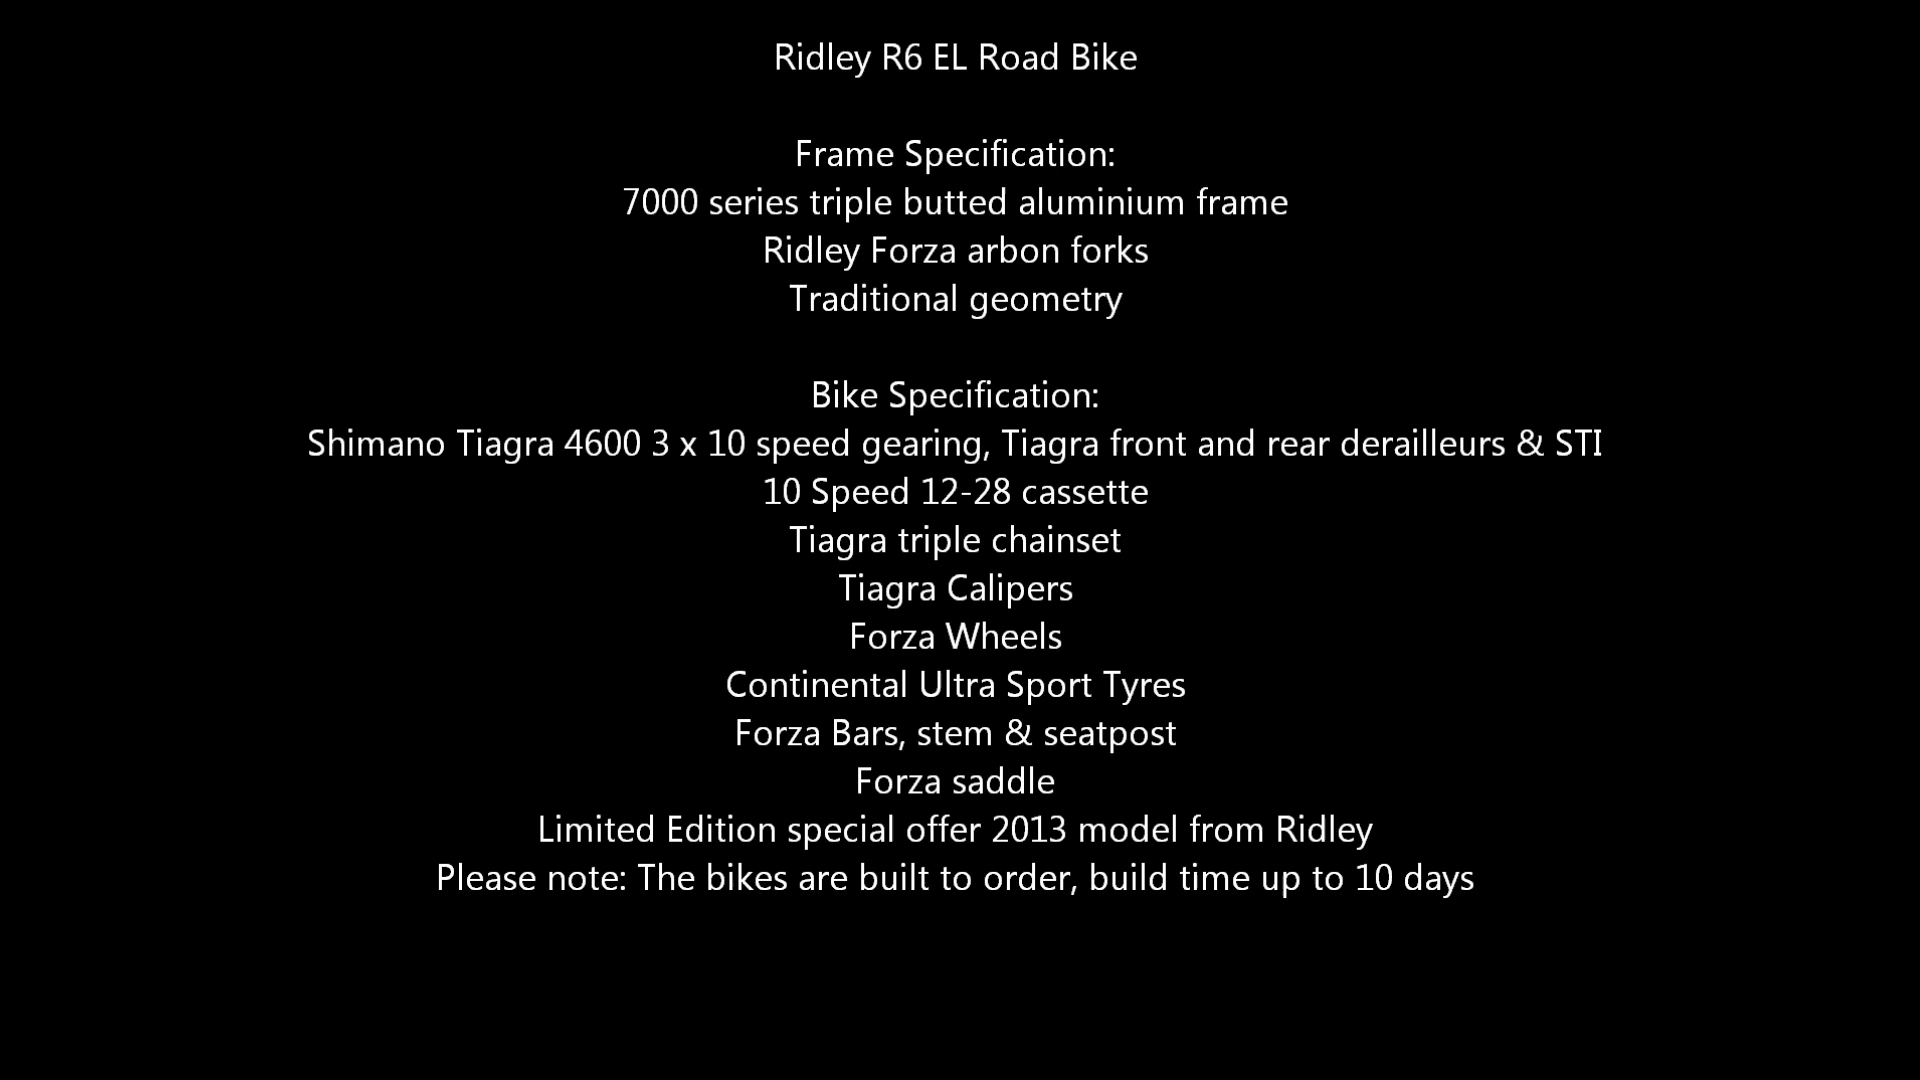 Ridley R6 EL Road Bike
Frame Specification:
7000 series triple butted aluminium frame
Ridley Forza arbon forks
Traditional geometry
Bike Specification:
Shimano Tiagra 4600 3 x 10 speed gearing, Tiagra front and rear derailleurs & STI
10 Speed 12-28 cassette
Tiagra triple chainset
Tiagra Calipers
Forza Wheels
Continental Ultra Sport Tyres
Forza Bars, stem & seatpost
Forza saddle
Limited Edition special offer 2013 model from Ridley
Please note: The bikes are built to order, build time up to 10 days